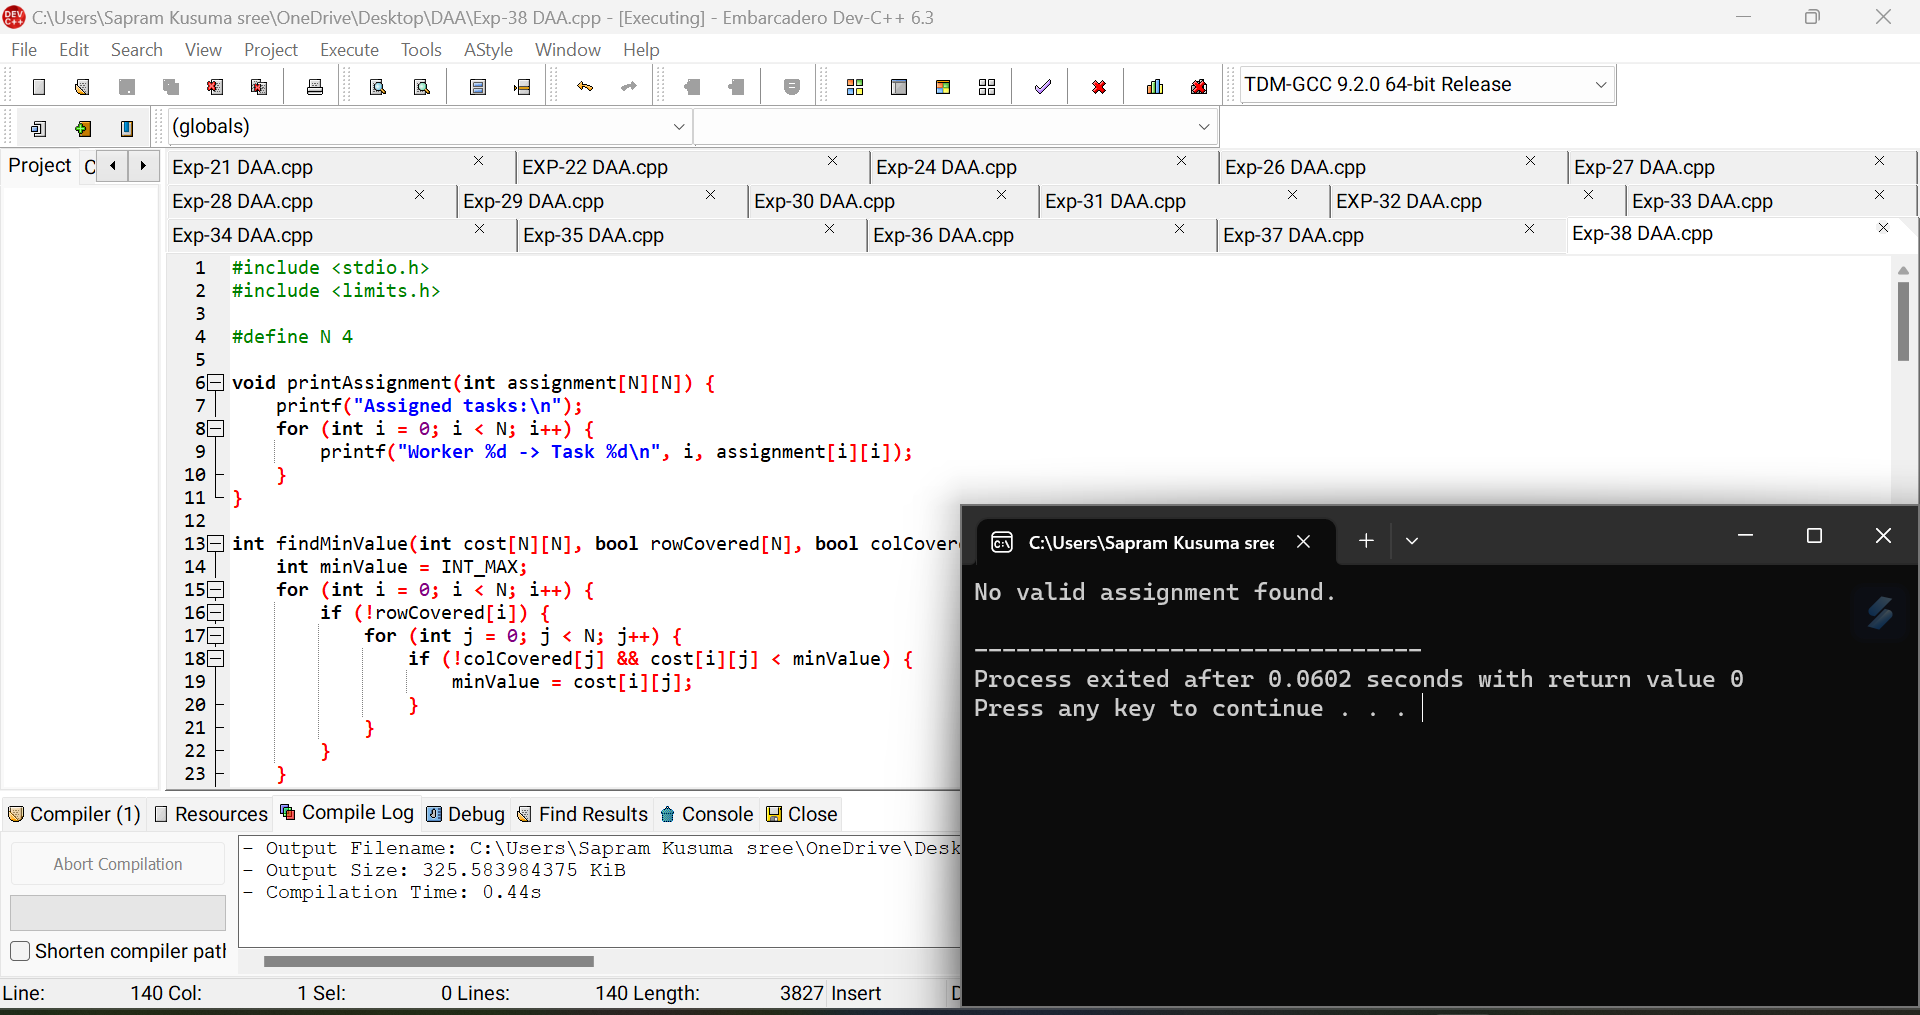 C:\Users\Sapram Kusuma sree\OneDrive\Desktop\DAA\Exp-38 DAA.cpp - [Executing] - Embarcadero Dev-C++ 6.3
File Edit Search View Project Execute Tools AStyle Window Help
TDM-GCC 9.2.0 64-bit Release
(globals)
Project
Exp-21 DAA.cpp EXP-22 DAA.cpp Exp-24 DAA.cpp Exp-26 DAA.cpp Exp-27 DAA.cpp
Exp-28 DAA.cpp Exp-29 DAA.cpp Exp-30 DAA.cpp Exp-31 DAA.cpp EXP-32 DAA.cpp Exp-33 DAA.cpp
Exp-34 DAA.cpp Exp-35 DAA.cpp Exp-36 DAA.cpp Exp-37 DAA.cpp Exp-38 DAA.cpp
1 #include <stdio.h>
2 #include <limits.h>
3
4 #define N 4
5
6 void printAssignment(int assignment[N][N]) {
7 printf("Assigned tasks:\n");
8 for (int i = 0; i < N; i++) {
9 printf("Worker %d -> Task %d\n", i, assignment[i][i]);
10 }
11 }
12
13 int findMinValue(int cost[N][N], bool rowCovered[N], bool colCover
14 int minValue = INT_MAX;
15 for (int i = 0; i < N; i++) {
16 if (!rowCovered[i]) {
17 for (int j = 0; j < N; j++) {
18 if (!colCovered[j] && cost[i][j] < minValue) {
19 minValue = cost[i][j];
20 }
21 }
22 }
23 }
C:\Users\Sapram Kusuma sree
No valid assignment found.
--------------------------------
Process exited after 0.0602 seconds with return value 0
Press any key to continue . . .
Compiler (1) Resources Compile Log Debug Find Results Console Close
Abort Compilation
Shorten compiler pat
- Output Filename: C:\Users\Sapram Kusuma sree\OneDrive\Desk
- Output Size: 325.583984375 KiB
- Compilation Time: 0.44s
Line: 140 Col: 1 Sel: 0 Lines: 140 Length: 3827 Insert